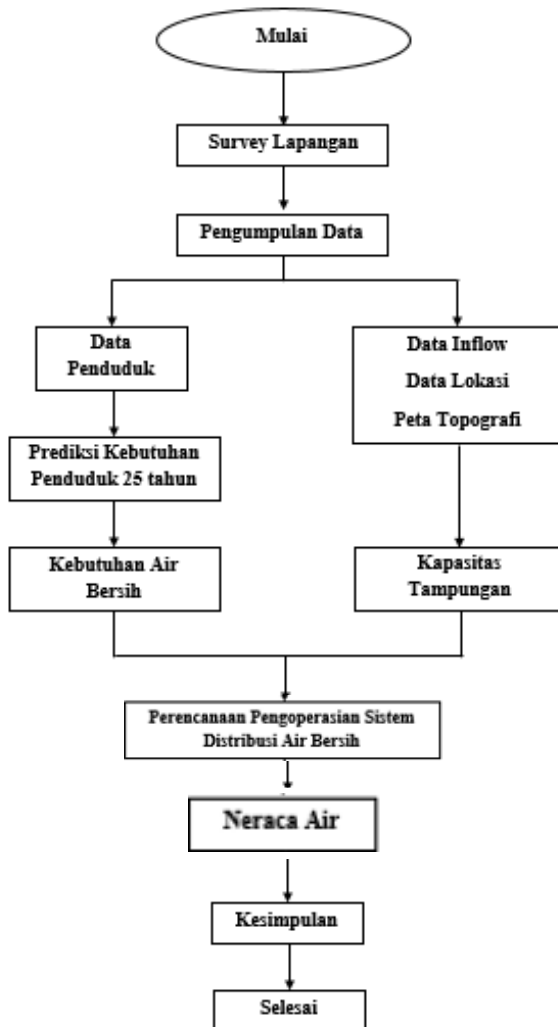 Mulai
Survey Lapangan
Pengumpulan Data
Data
Penduduk
Data Inflow
Data Lokasi
Peta Topografi
Prediksi Kebutuhan
Penduduk 25 tahun
Kebutuhan Air
Bersih
Kapasitas
Tampungan
Perencanaan Pengoperasian Sistem
Distribusi Air Bersih
Neraca Air
Kesimpulan
Selesai